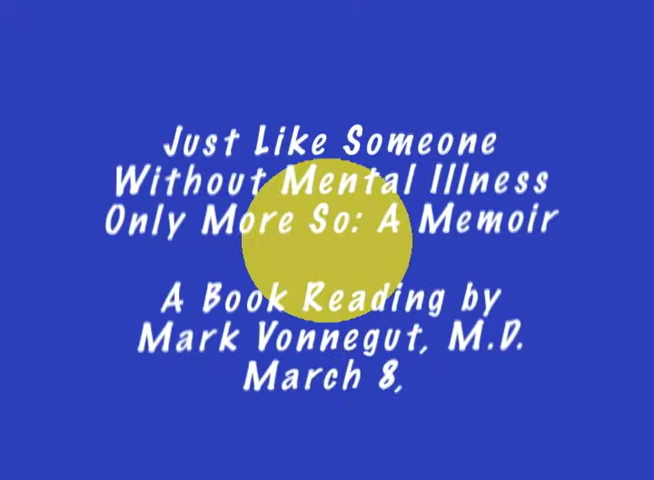 Just Like Someone
Without Mental Illness
Only More So: A Memoir
A Book Reading by
Mark Vonnegut, M.D.
March 8,